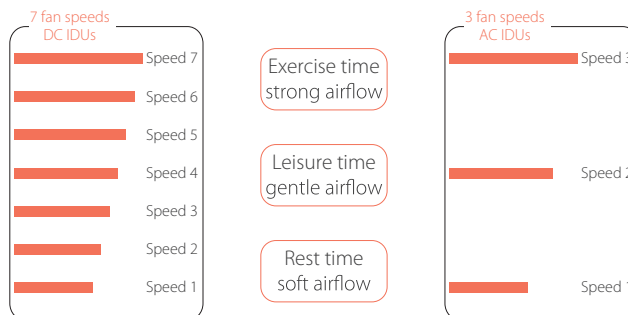 7 fan speeds
DC IDUs
Speed 7
Speed 6
Speed 5
Speed 4
Speed 3
Speed 2
Speed 1
Exercise time
strong airflow
Leisure time
gentle airflow
Rest time
soft airflow
3 fan speeds
AC IDUs
Speed 3
Speed 2
Speed 1